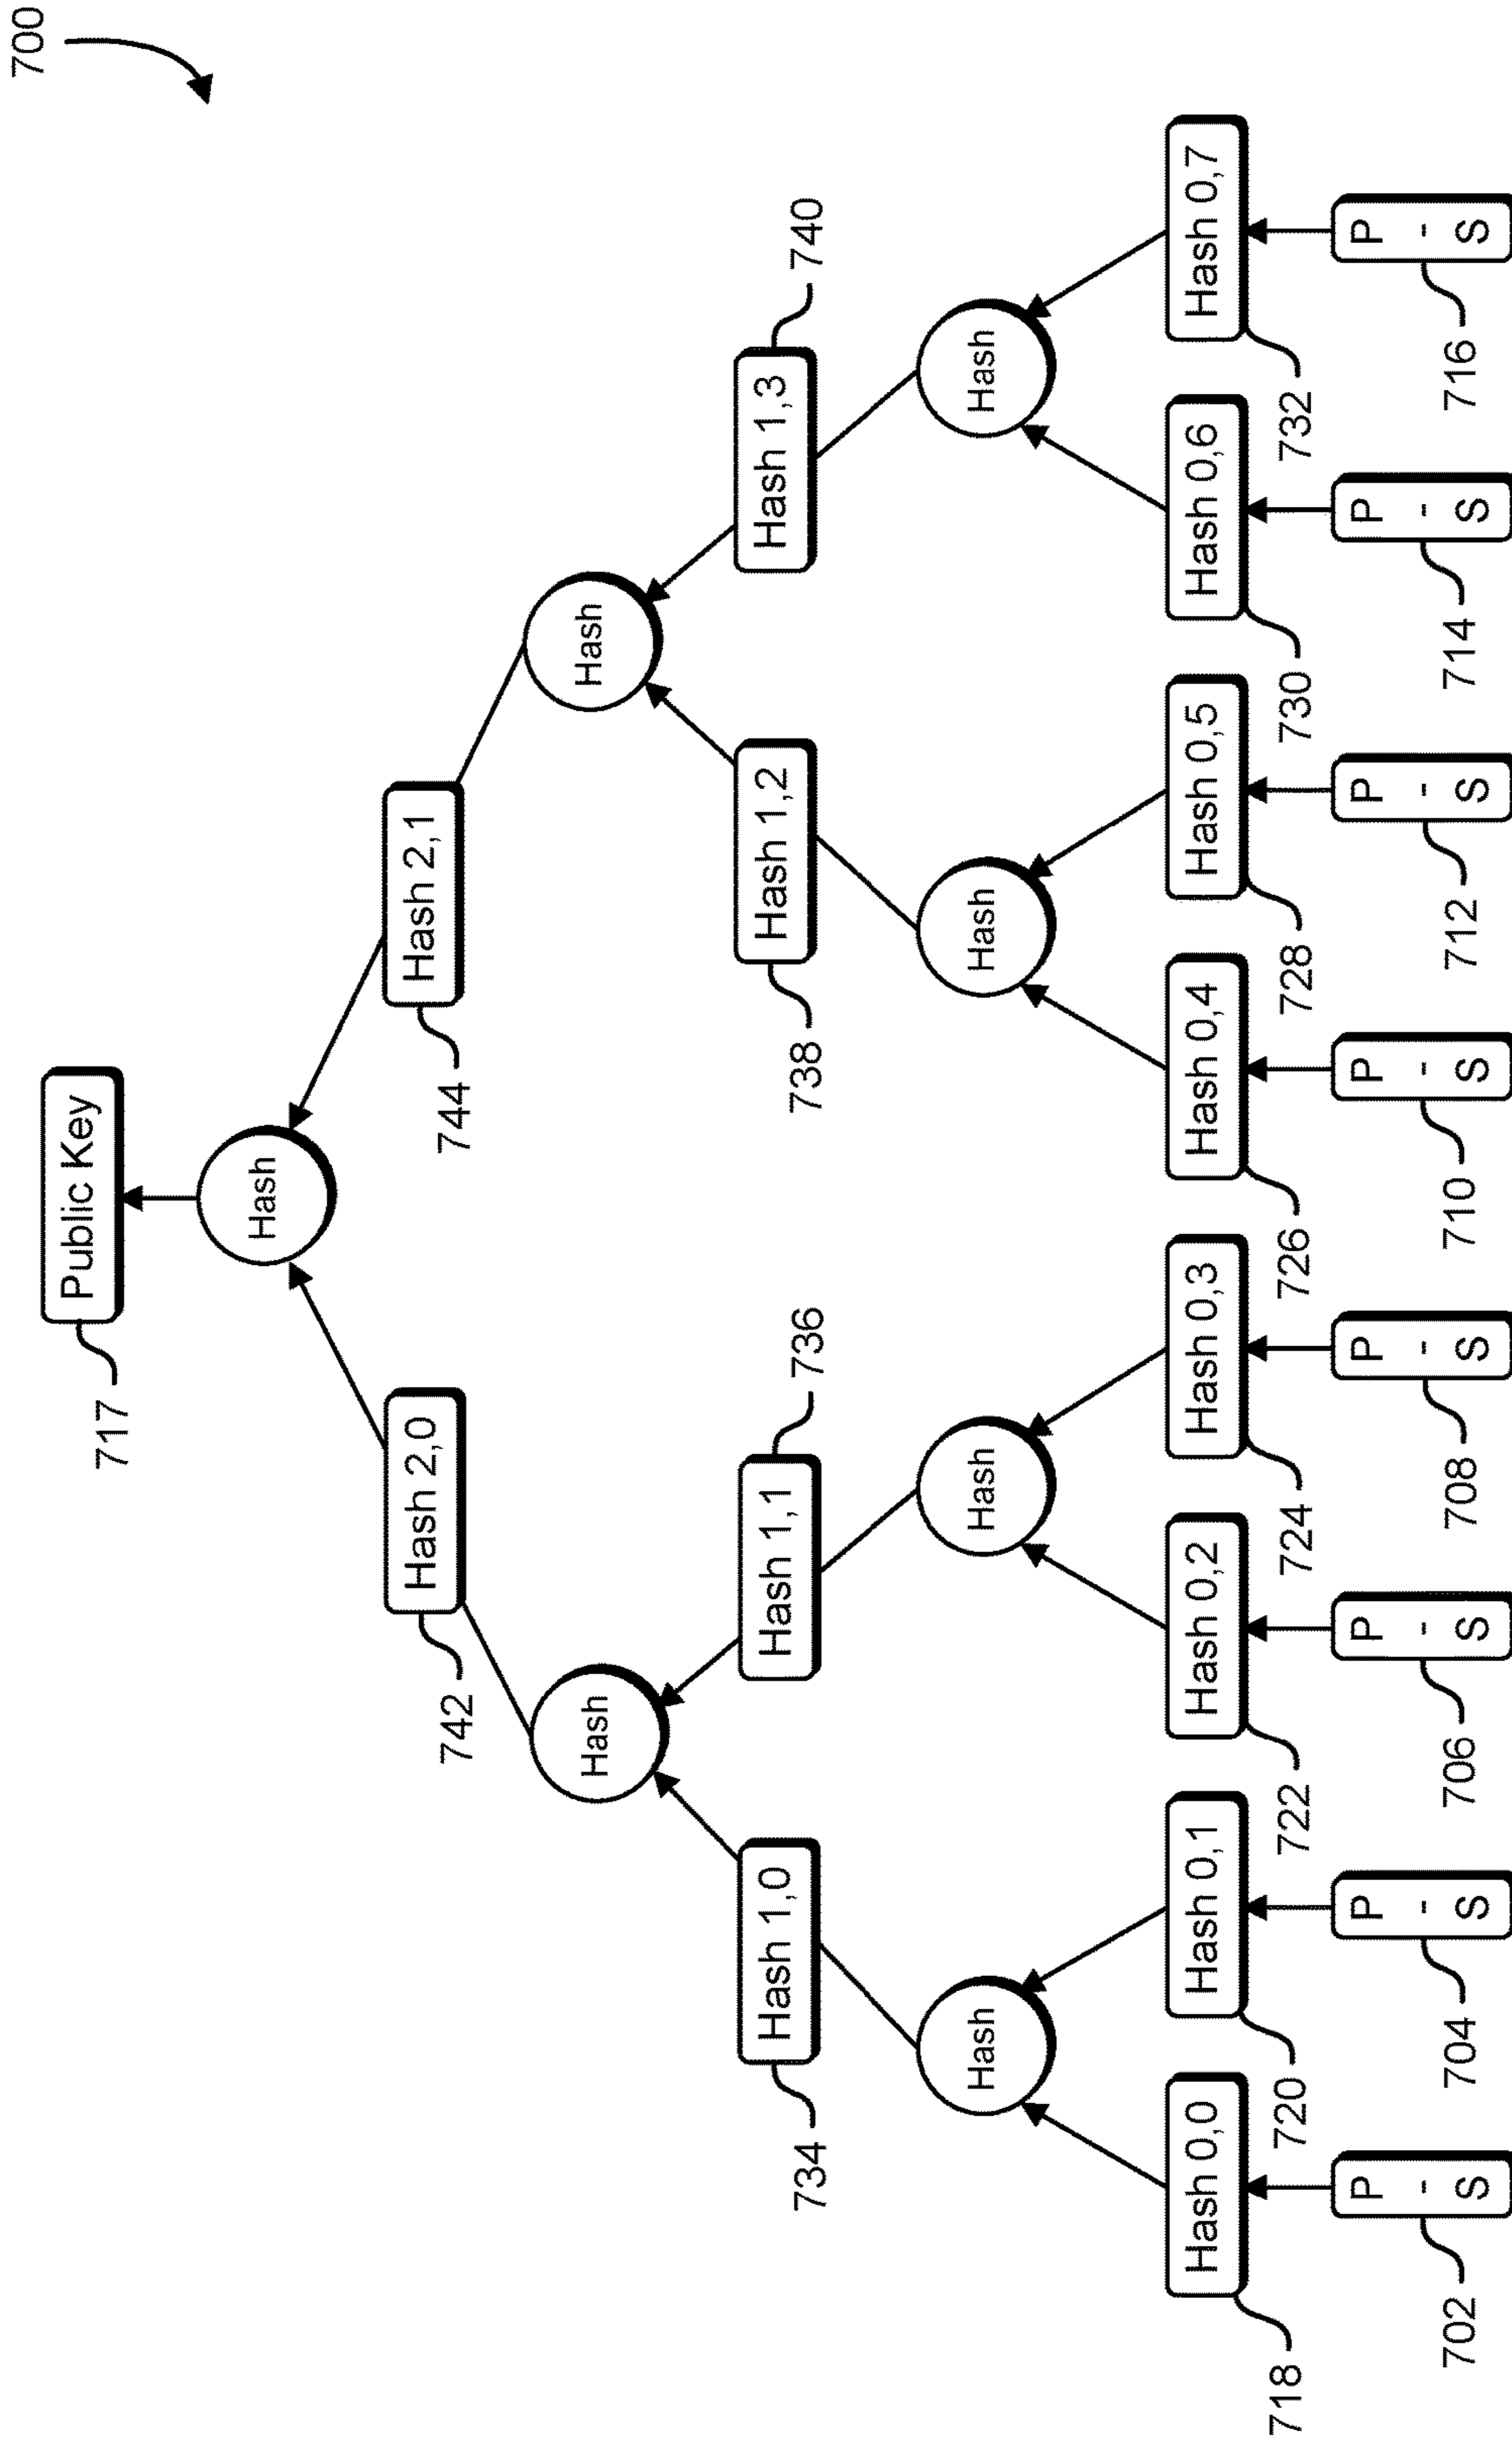 700
Public Key
717
Hash
Hash 2,0
742
Hash 2,1
744
Hash
Hash
Hash 1,0
734
Hash 1,1
736
Hash 1,2
738
Hash 1,3
740
Hash
Hash
Hash
Hash
Hash 0,0
Hash 0,1
Hash 0,2
Hash 0,3
Hash 0,4
Hash 0,5
Hash 0,6
Hash 0,7
718
720
722
724
726
728
730
732
P
-
S
P
-
S
P
-
S
P
-
S
P
-
S
P
-
S
P
-
S
P
-
S
702
704
706
708
710
712
714
716